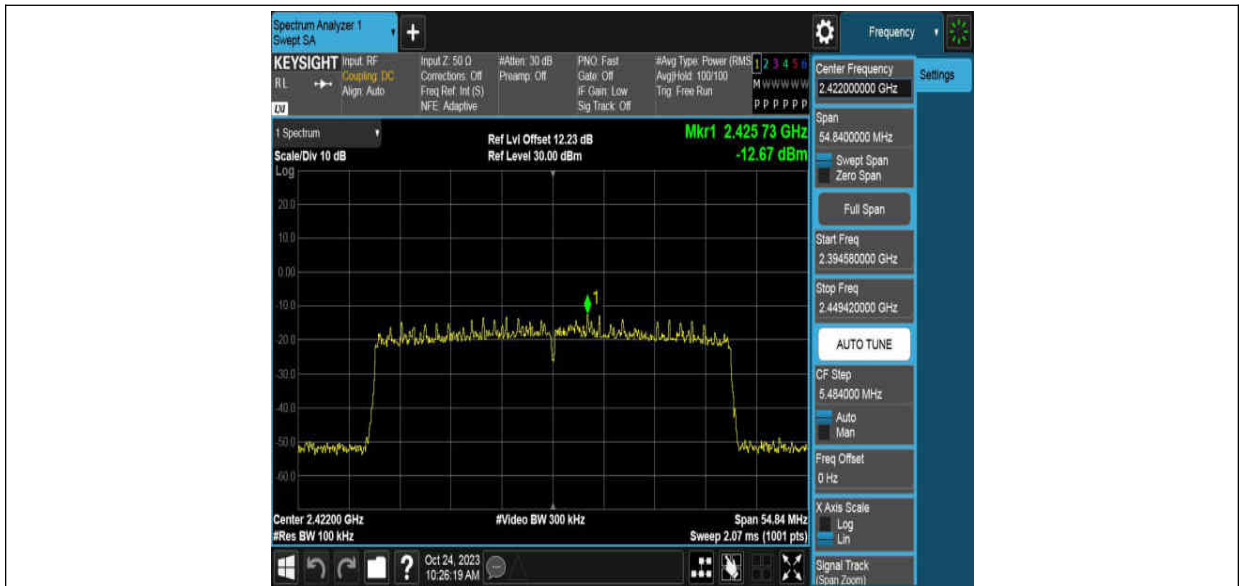 Spectrum Analyzer 1
Swept SA
+
Frequency
KEYSIGHT
RL
LXI
Input: RF
Coupling: DC
Align: Auto
Input Z: 50 Ω
Corrections: Off
Freq Ref: Int (S)
NFE: Adaptive
#Atten: 30 dB
Preamp: Off
PNO: Fast
Gate: Off
IF Gain: Low
Sig Track: Off
#Avg Type: Power (RMS
Avg|Hold: 100/100
Trig: Free Run
1 2 3 4 5 6
M W W W W W
P P P P P P
Center Frequency
2.422000000 GHz
Settings
1 Spectrum
Scale/Div 10 dB
Log
Ref Lvl Offset 12.23 dB
Ref Level 30.00 dBm
Mkr1 2.425 73 GHz
-12.67 dBm
20.0
10.0
0.00
-10.0
-20.0
-30.0
-40.0
-50.0
-60.0
1
Center 2.42200 GHz
#Res BW 100 kHz
#Video BW 300 kHz
Span 54.84 MHz
Sweep 2.07 ms (1001 pts)
Span
54.8400000 MHz
Swept Span
Zero Span
Full Span
Start Freq
2.394580000 GHz
Stop Freq
2.449420000 GHz
AUTO TUNE
CF Step
5.484000 MHz
Auto
Man
Freq Offset
0 Hz
X Axis Scale
Log
Lin
Signal Track
(Span Zoom)
?
Oct 24, 2023
10:26:19 AM